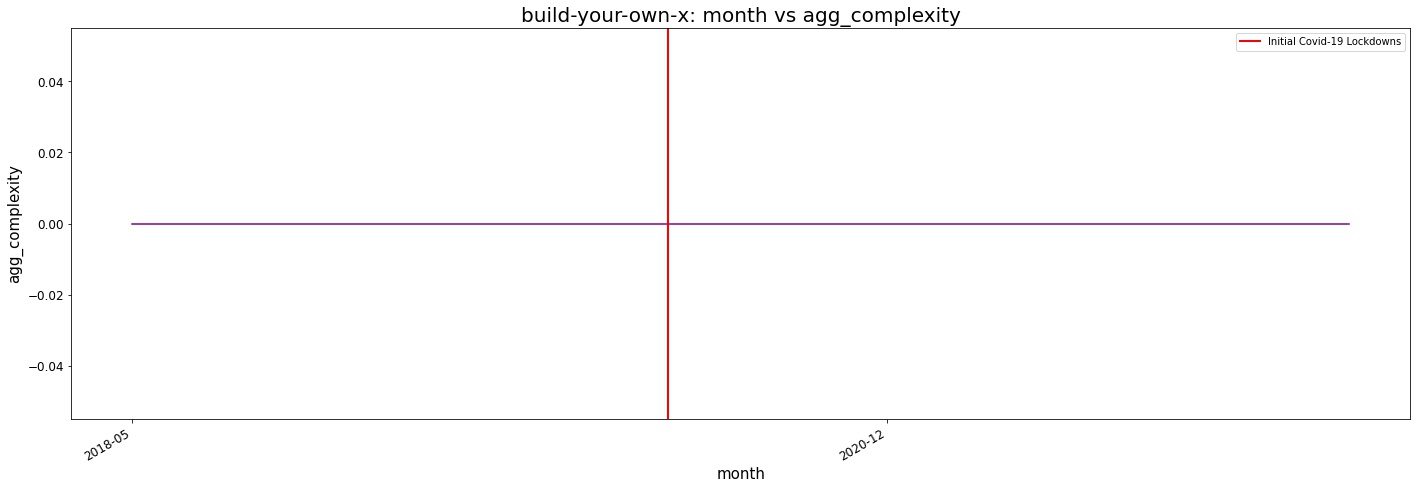 build-your-own-x: month vs agg_complexity
Initial Covid-19 Lockdowns
0.04
0.02
0.00
−0.02
−0.04
agg_complexity
2018-05
2020-12
month